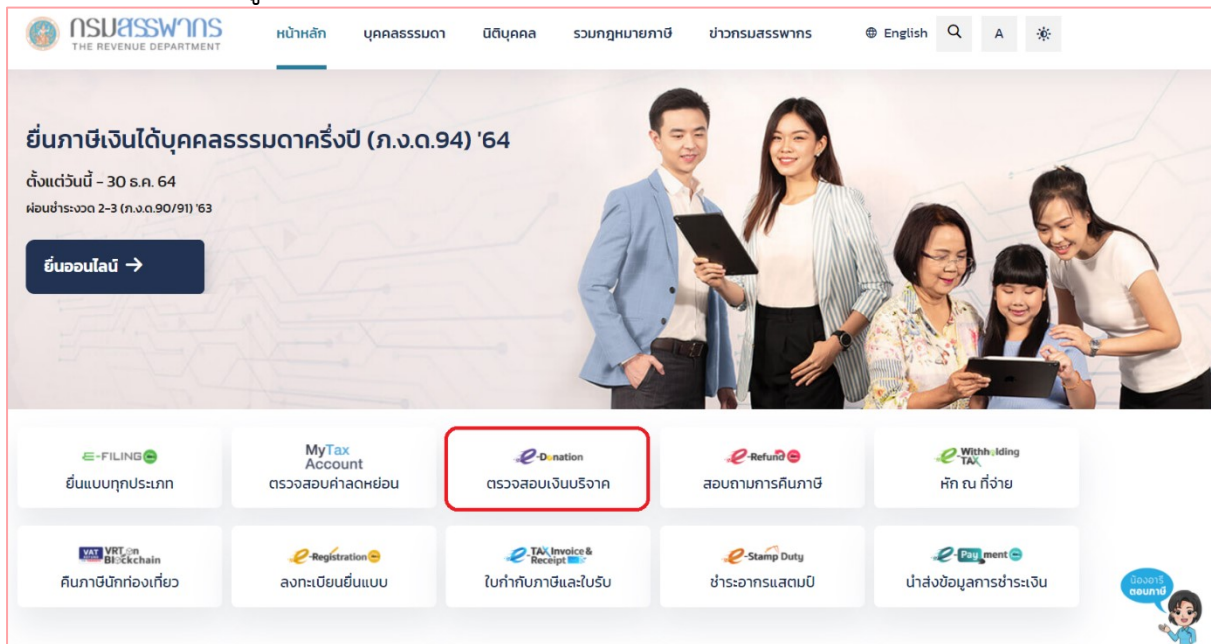 กรมสรรพากร
THE REVENUE DEPARTMENT
หน้าหลัก บุคคลธรรมดา นิติบุคคล รวมกฎหมายภาษี ข่าวกรมสรรพากร English A
ยื่นภาษีเงินได้บุคคลธรรมดาครึ่งปี (ภ.ง.ด.94) '64
ตั้งแต่วันนี้ - 30 ธ.ค. 64
ผ่อนชำระงวด 2-3 (ภ.ง.ด.90/91) '63
ยื่นออนไลน์ →
E-FILING
ยื่นแบบทุกประเภท
MyTax
Account
ตรวจสอบค่าลดหย่อน
e-Donation
ตรวจสอบเงินบริจาค
e-Refund
สอบถามการคืนภาษี
e-Withholding
TAX
หัก ณ ที่จ่าย
VAT VRT on
Blockchain
คืนภาษีนักท่องเที่ยว
e-Registration
ลงทะเบียนยื่นแบบ
e-TAX Invoice &
Receipt
ใบกำกับภาษีและใบรับ
e-Stamp Duty
ชำระอากรแสตมป์
e-Payment
นำส่งข้อมูลการชำระเงิน
น้องอารี
ตอบภาษี